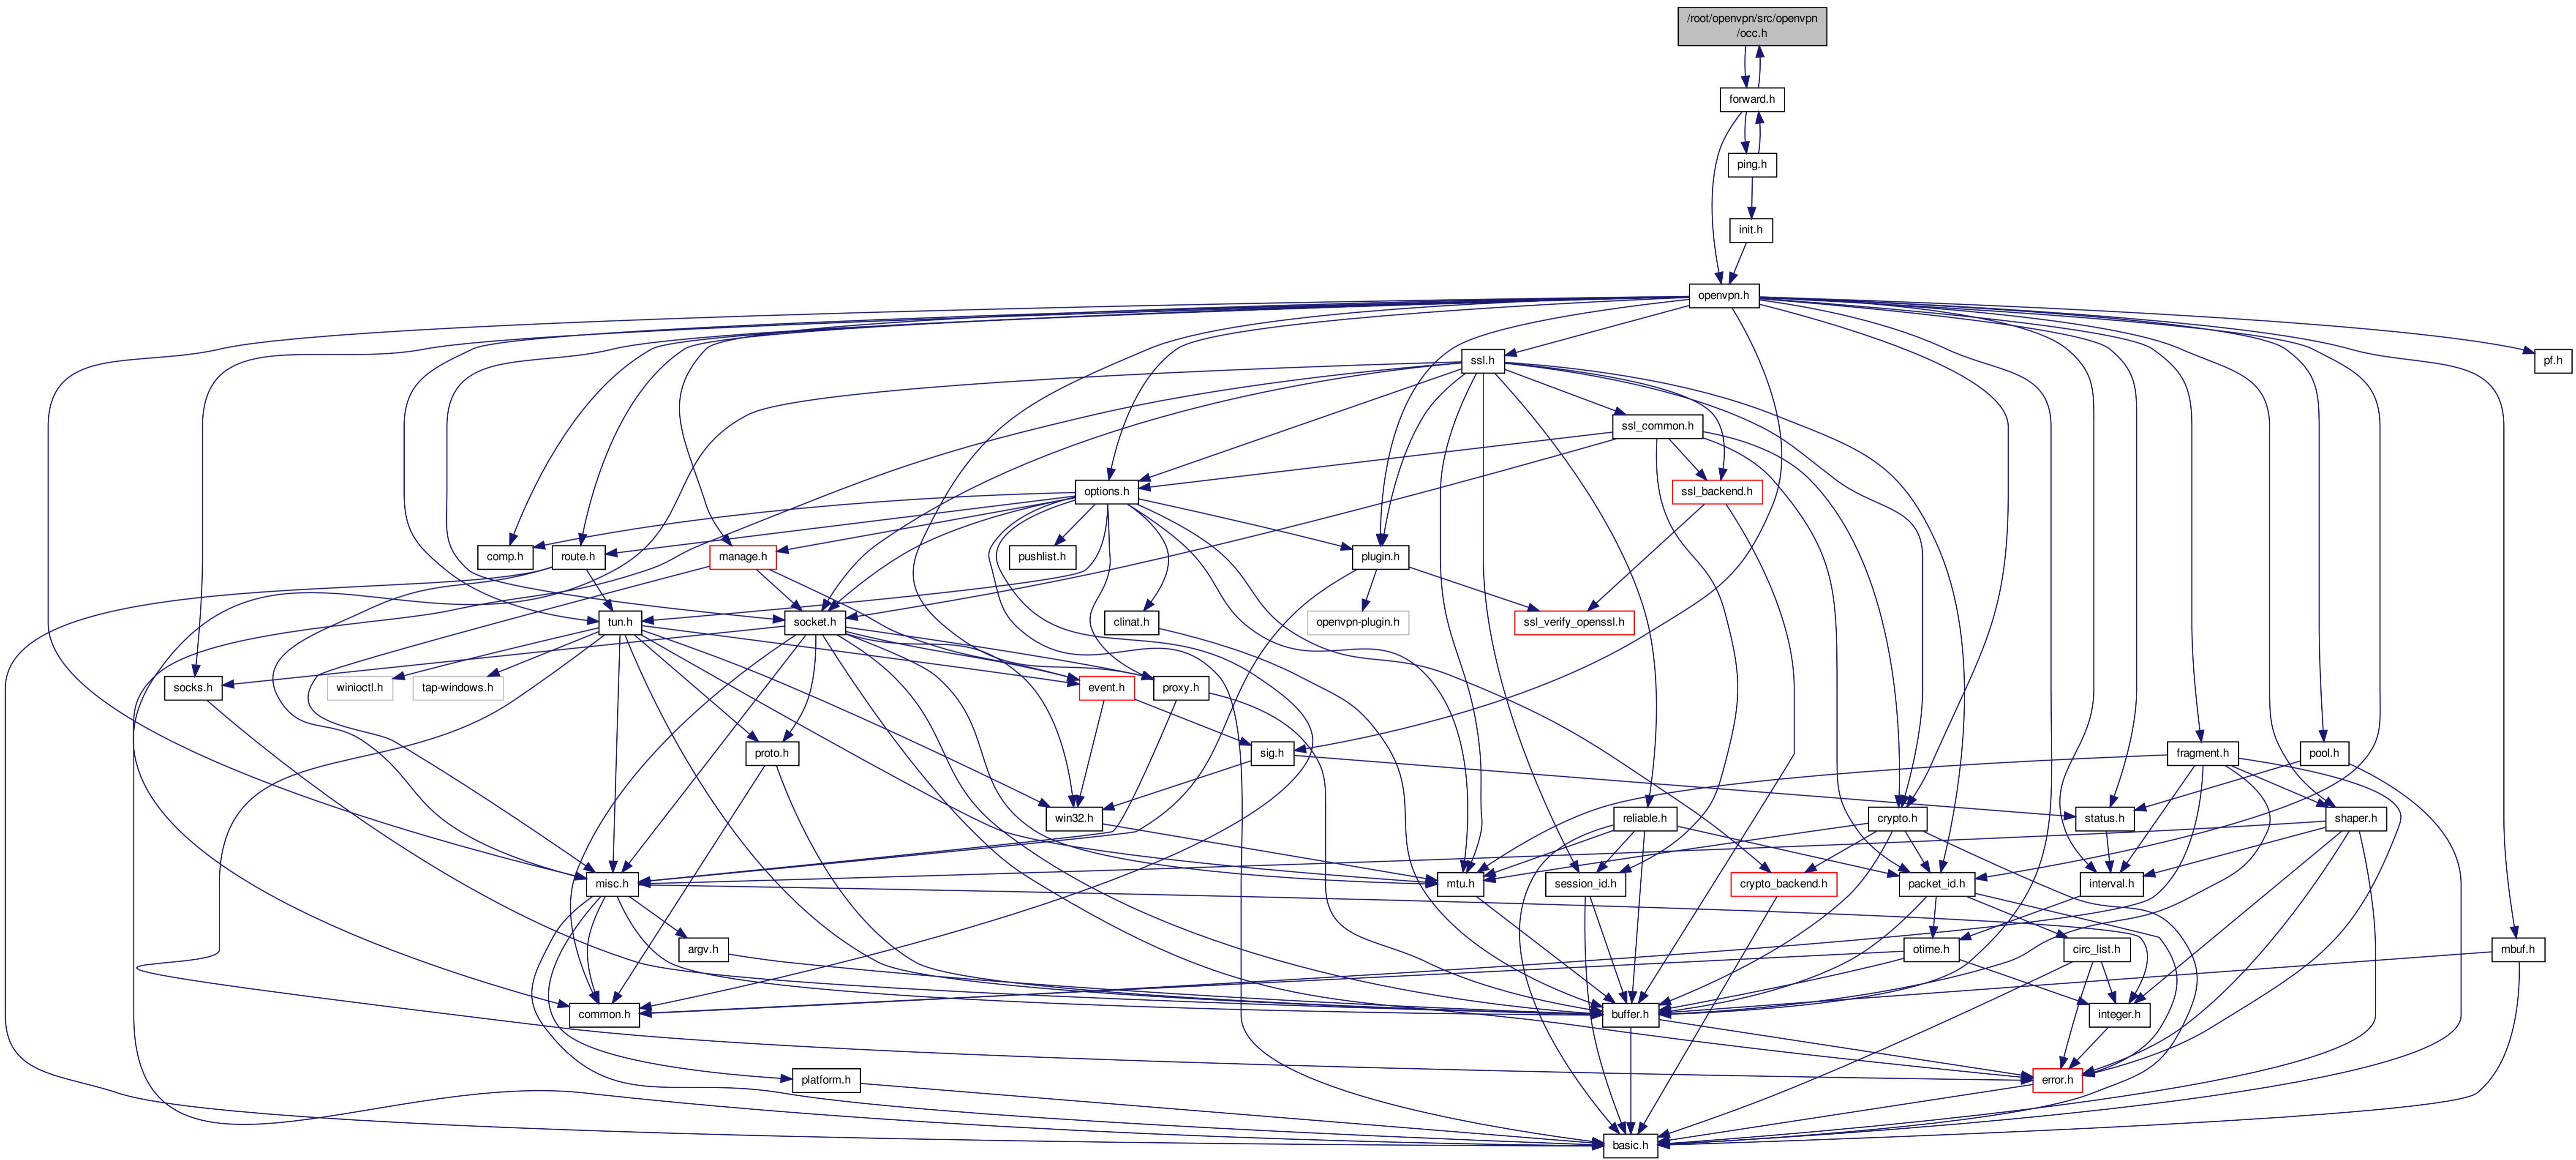 /root/openvpn/src/openvpn
/occ.h
forward.h
ping.h
init.h
openvpn.h
ssl.h
pf.h
ssl_common.h
options.h
ssl_backend.h
comp.h
route.h
manage.h
pushlist.h
plugin.h
tun.h
socket.h
clinat.h
openvpn-plugin.h
ssl_verify_openssl.h
socks.h
winioctl.h
tap-windows.h
event.h
proxy.h
proto.h
sig.h
fragment.h
pool.h
win32.h
reliable.h
crypto.h
status.h
shaper.h
misc.h
mtu.h
session_id.h
crypto_backend.h
packet_id.h
interval.h
argv.h
otime.h
circ_list.h
mbuf.h
common.h
buffer.h
integer.h
platform.h
error.h
basic.h